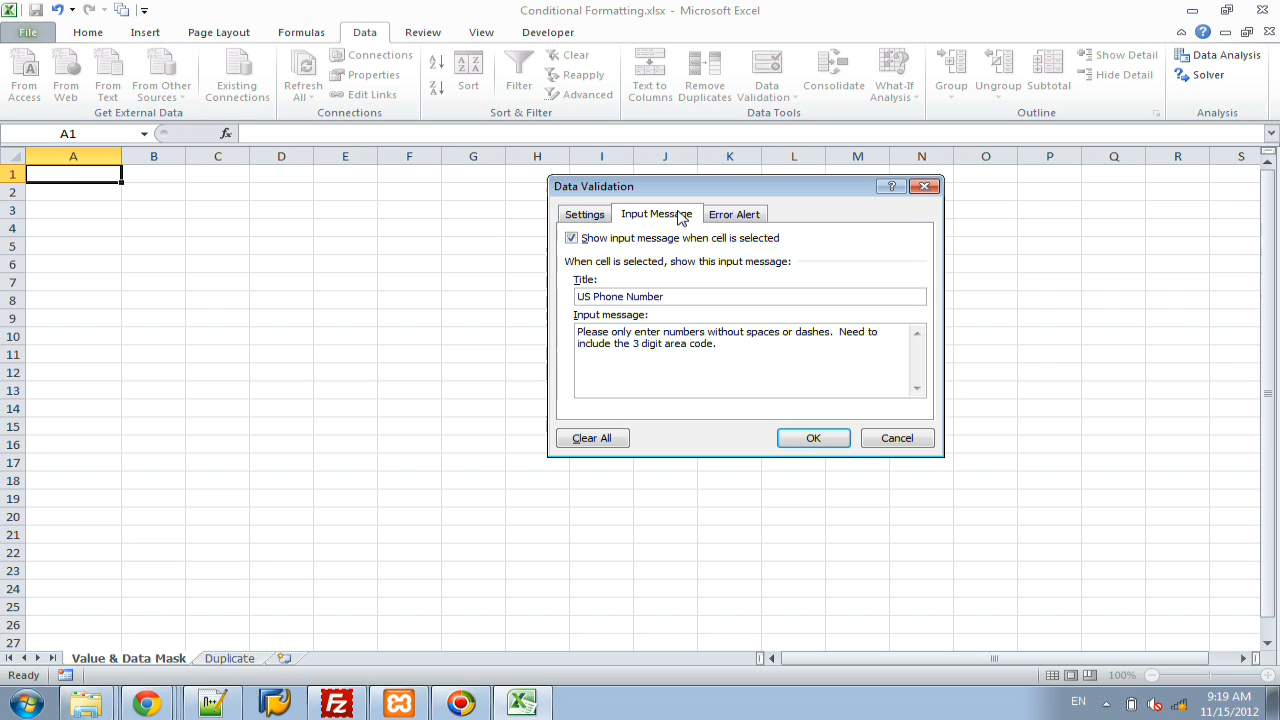 Conditional Formatting.xlsx - Microsoft Excel
File Home Insert Page Layout Formulas Data Review View Developer
From Access
From Web
From Text
From Other Sources
Existing Connections
Get External Data
Refresh All
Connections
Properties
Edit Links
Connections
Sort
Filter
Clear
Reapply
Advanced
Sort & Filter
Text to Columns
Remove Duplicates
Data Validation
Consolidate
What-If Analysis
Data Tools
Group
Ungroup
Subtotal
Show Detail
Hide Detail
Outline
Data Analysis
Solver
Analysis
A1 fx
A B C D E F G H I J K L M N O P Q R S
1
2
3
4
5
6
7
8
9
10
11
12
13
14
15
16
17
18
19
20
21
22
23
24
25
26
27
Data Validation
Settings Input Message Error Alert
Show input message when cell is selected
When cell is selected, show this input message:
Title:
US Phone Number
Input message:
Please only enter numbers without spaces or dashes. Need to
include the 3 digit area code.
Clear All OK Cancel
Value & Data Mask Duplicate
Ready 100%
EN 9:19 AM
11/15/2012